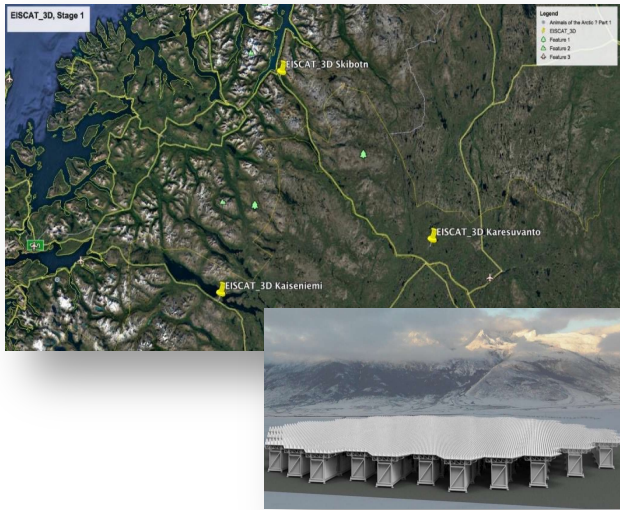 EISCAT_3D, Stage 1
Legend
Animals of the Arctic ? Part 1
EISCAT_3D
Feature 1
Feature 2
Feature 3
EISCAT_3D Skibotn
EISCAT_3D Karesuvanto
EISCAT_3D Kaiseniemi